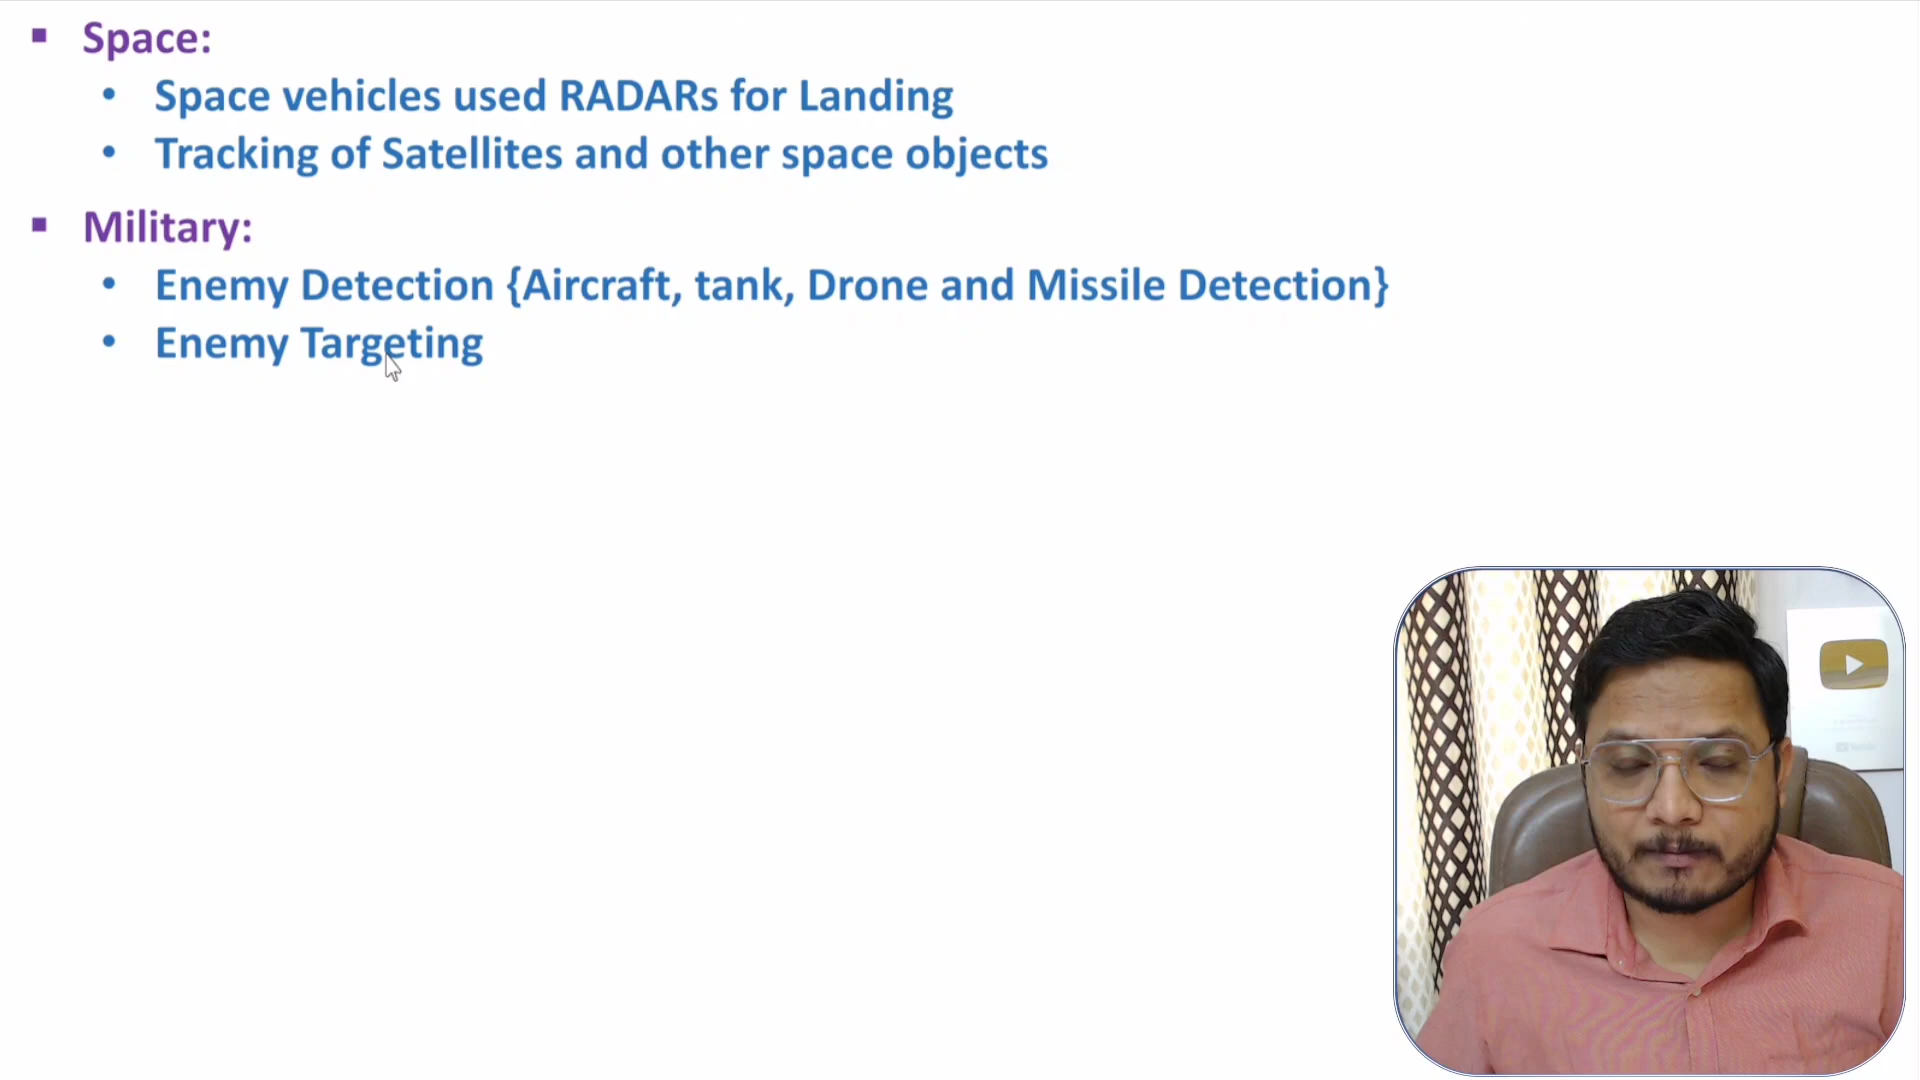 Space:
Space vehicles used RADARs for Landing
Tracking of Satellites and other space objects
Military:
Enemy Detection {Aircraft, tank, Drone and Missile Detection}
Enemy Targeting